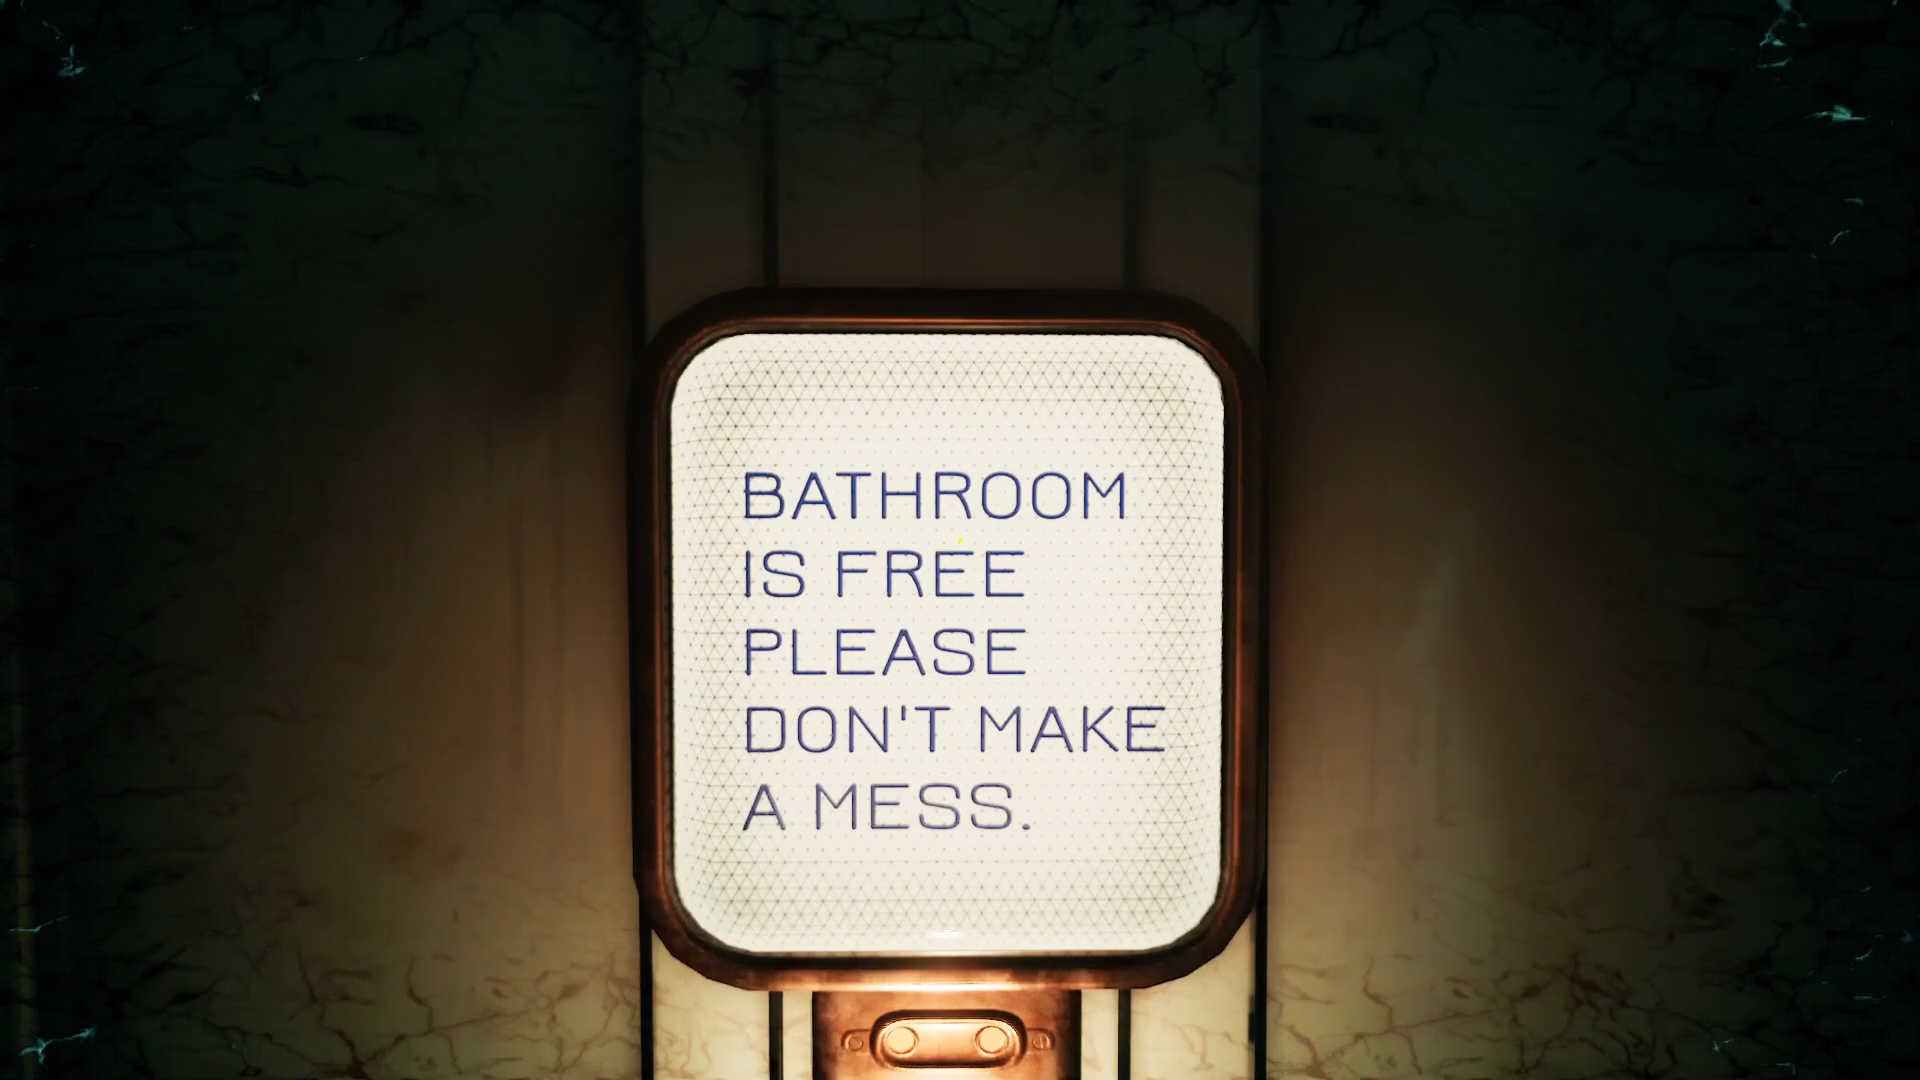 BATHROOM
IS FREE
PLEASE
DON'T MAKE
A MESS.